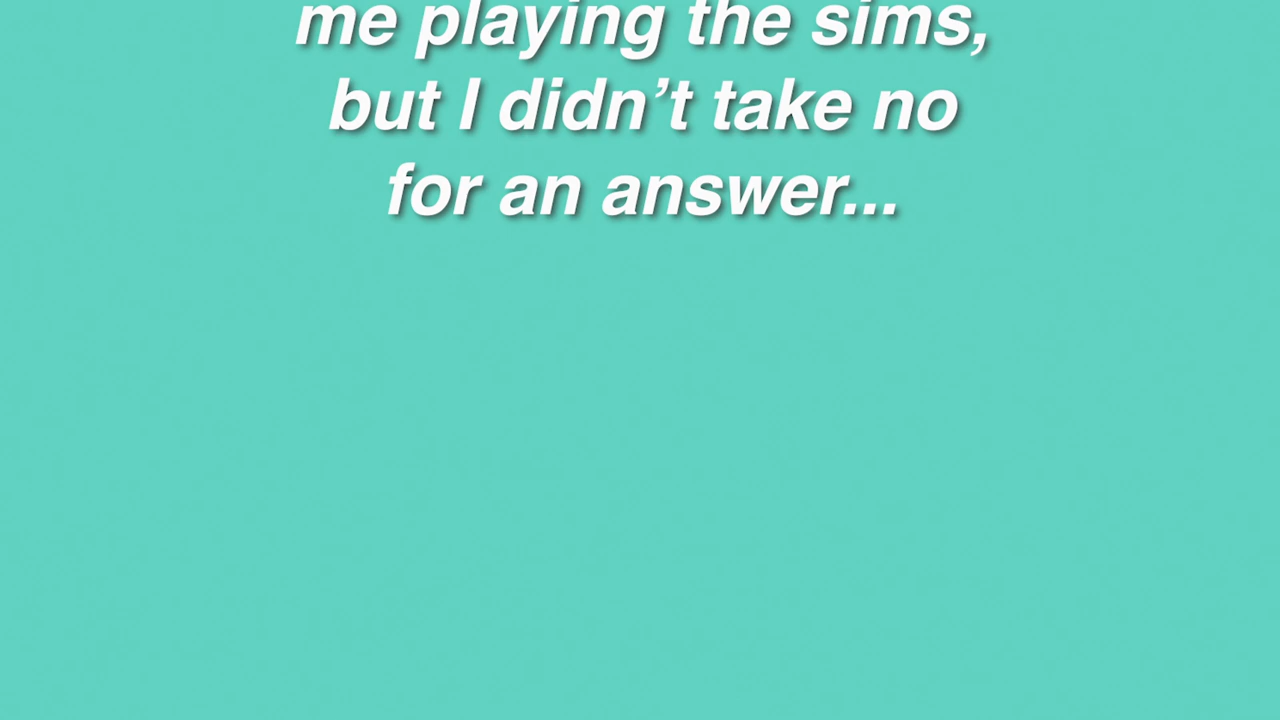 me playing the sims,
but I didn’t take no
for an answer...